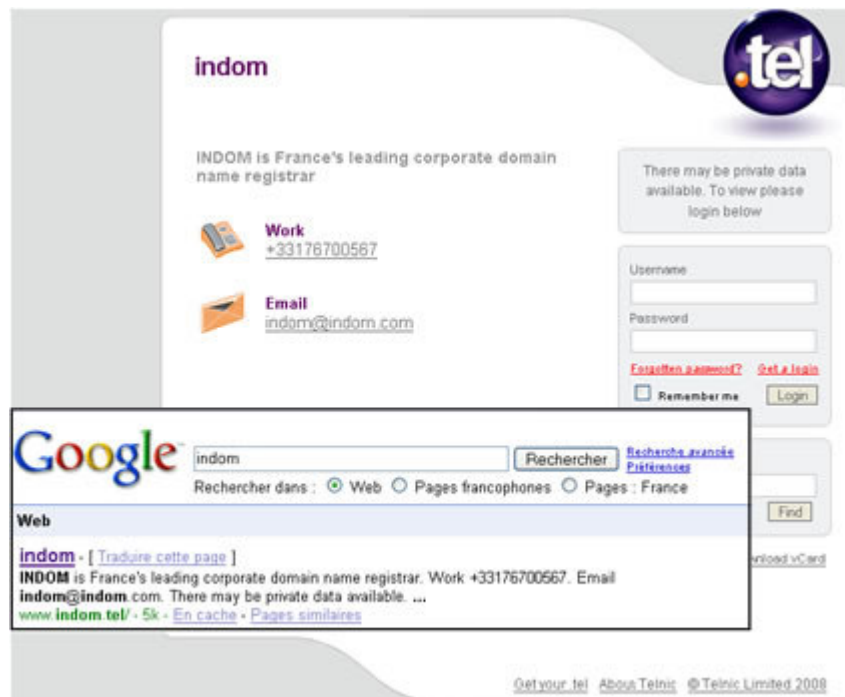 indom
.tel
INDOM is France's leading corporate domain
name registrar
Work
+33176700567
Email
indom@indom.com
There may be private data
available. To view please
login below
Username
Password
Forgotten password? Get a login
Remember me Login
Find
vCard
Google
indom Rechercher Recherche avancée
Préférences
Rechercher dans : Web Pages francophones Pages : France
Web
indom - [ Traduire cette page ]
INDOM is France's leading corporate domain name registrar. Work +33176700567. Email
indom@indom.com. There may be private data available. ...
www.indom.tel/ - 5k - En cache - Pages similaires
Get your .tel About Telnic © Telnic Limited 2008